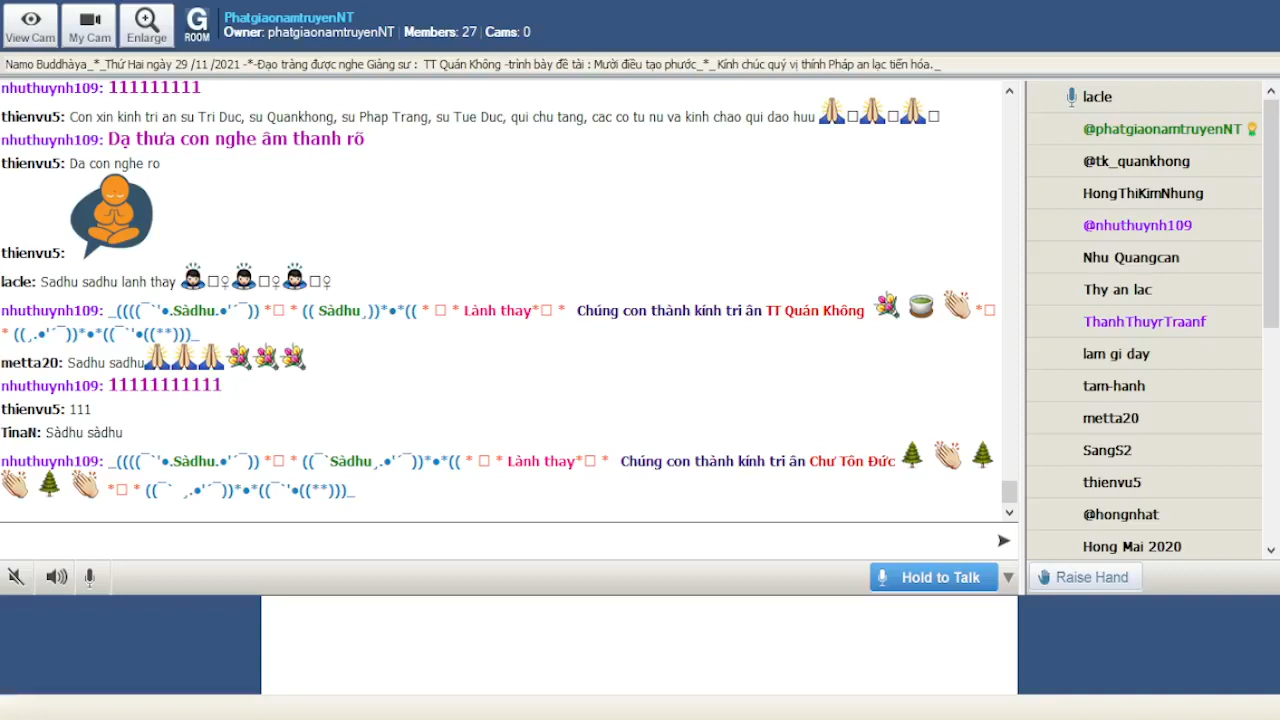 View Cam
My Cam
Enlarge
G ROOM
PhatgiaonamtruyenNT
Owner: phatgiaonamtruyenNT | Members: 27 | Cams: 0
Namo Buddhàya_*_Thứ Hai ngày 29 /11 /2021 -*-Đạo tràng được nghe Giảng sư : TT Quán Không -trình bày đề tài : Mười điều tạo phước_*_ Kính chúc quý vị thính Pháp an lạc tiến hóa._
nhuthuynh109: 111111111
thienvu5: Con xin kinh tri an su Tri Duc, su Quankhong, su Phap Trang, su Tue Duc, qui chu tang, cac co tu nu va kinh chao qui dao huu 🙏□🙏□🙏□
nhuthuynh109: Dạ thưa con nghe âm thanh rõ
thienvu5: Da con nghe ro
thienvu5:
lacle: Sadhu sadhu lanh thay 🙇□♀🙇□♀🙇□♀
nhuthuynh109: _((((¯`'•.Sàdhu.•'´¯)) *□ * (( Sàdhu¸))*•*(( * □ * Lành thay*□ * Chúng con thành kính tri ân TT Quán Không 💐 🍵 👏 *□
* ((¸.•'´¯))*•*((¯`'•((**)))_
metta20: Sadhu sadhu🙏🙏🙏💐💐💐
nhuthuynh109: 11111111111
thienvu5: 111
TinaN: Sàdhu sàdhu
nhuthuynh109: _((((¯`'•.Sàdhu.•'´¯)) *□ * ((¯`Sàdhu¸.•'´¯))*•*(( * □ * Lành thay*□ * Chúng con thành kính tri ân Chư Tôn Đức 🌲 👏 🌲
👏 🌲 👏 *□ * ((¯` ¸.•'´¯))*•*((¯`'•((**)))_
Hold to Talk
lacle
@phatgiaonamtruyenNT
@tk_quankhong
HongThiKimNhung
@nhuthuynh109
Nhu Quangcan
Thy an lac
ThanhThuyrTraanf
lam gi day
tam-hanh
metta20
SangS2
thienvu5
@hongnhat
Hong Mai 2020
Raise Hand